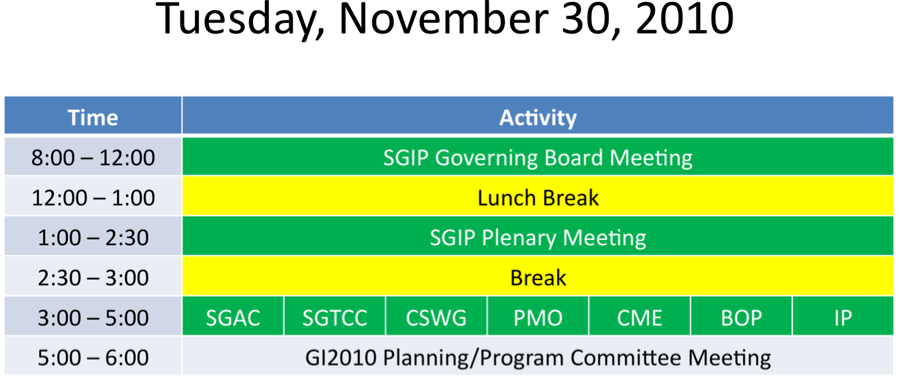 Tuesday, November 30, 2010
Time Activity
8:00 – 12:00 SGIP Governing Board Meeting
12:00 – 1:00 Lunch Break
1:00 – 2:30 SGIP Plenary Meeting
2:30 – 3:00 Break
3:00 – 5:00 SGAC SGTCC CSWG PMO CME BOP IP
5:00 – 6:00 GI2010 Planning/Program Committee Meeting